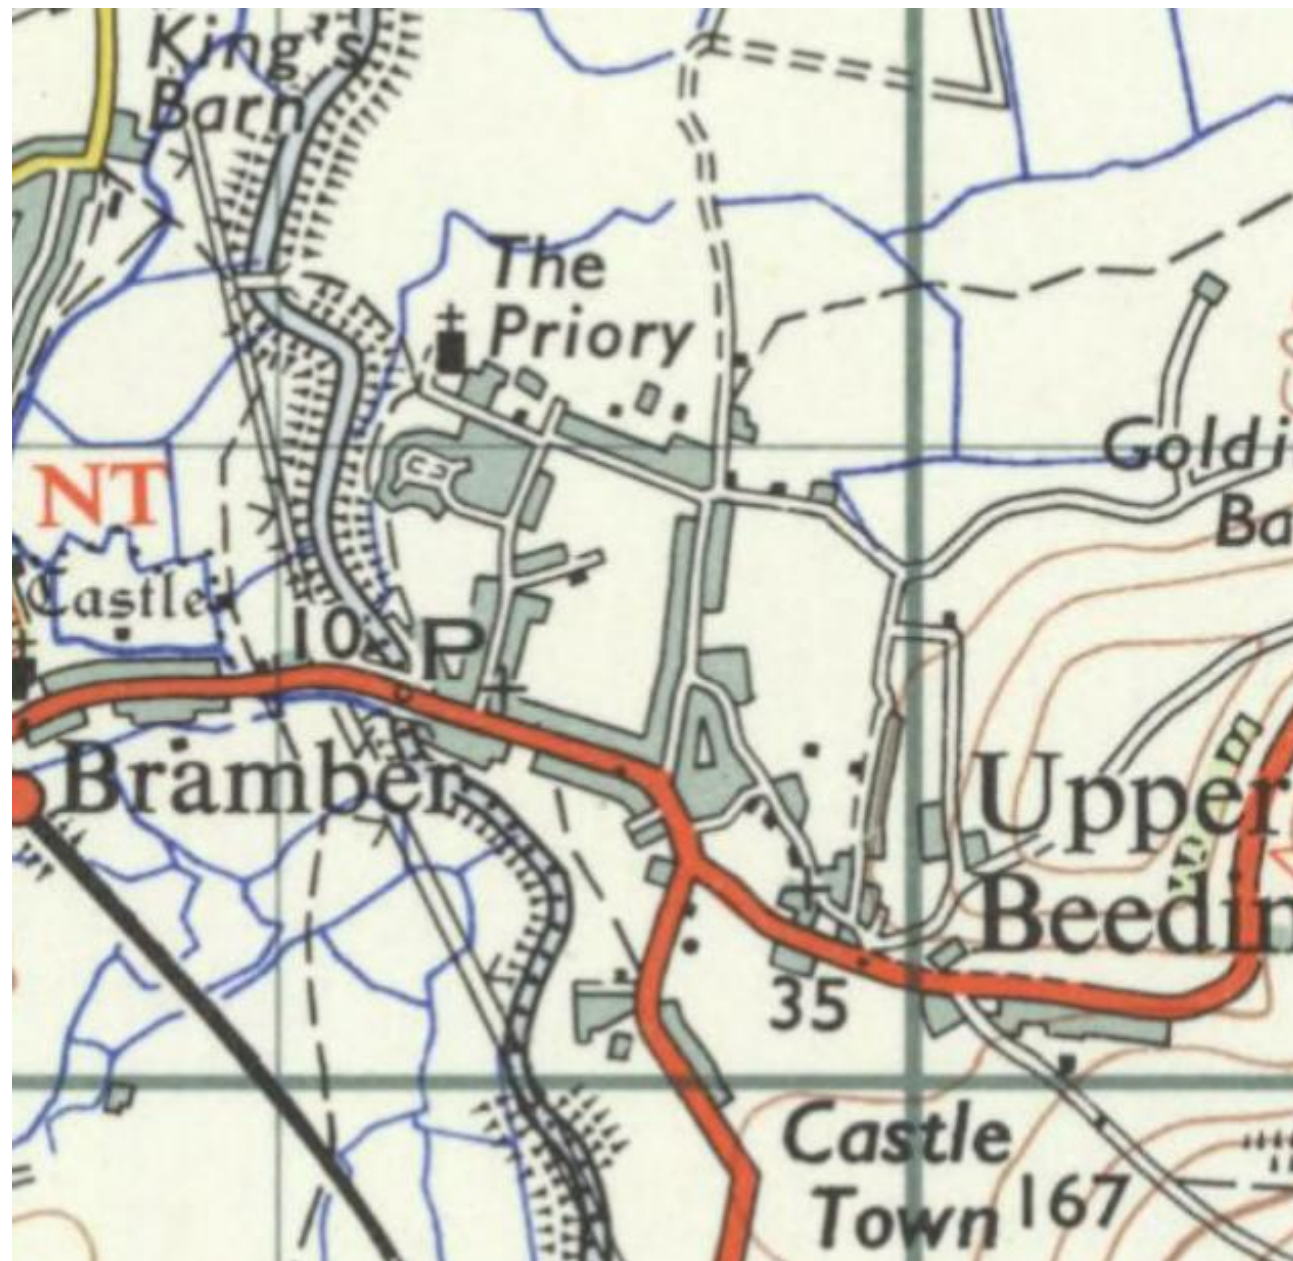 King's
Barn
The
Priory
Goldi
Ba
NT
Castle
10
P
Bramber
Upper
Beedin
35
Castle
Town
167